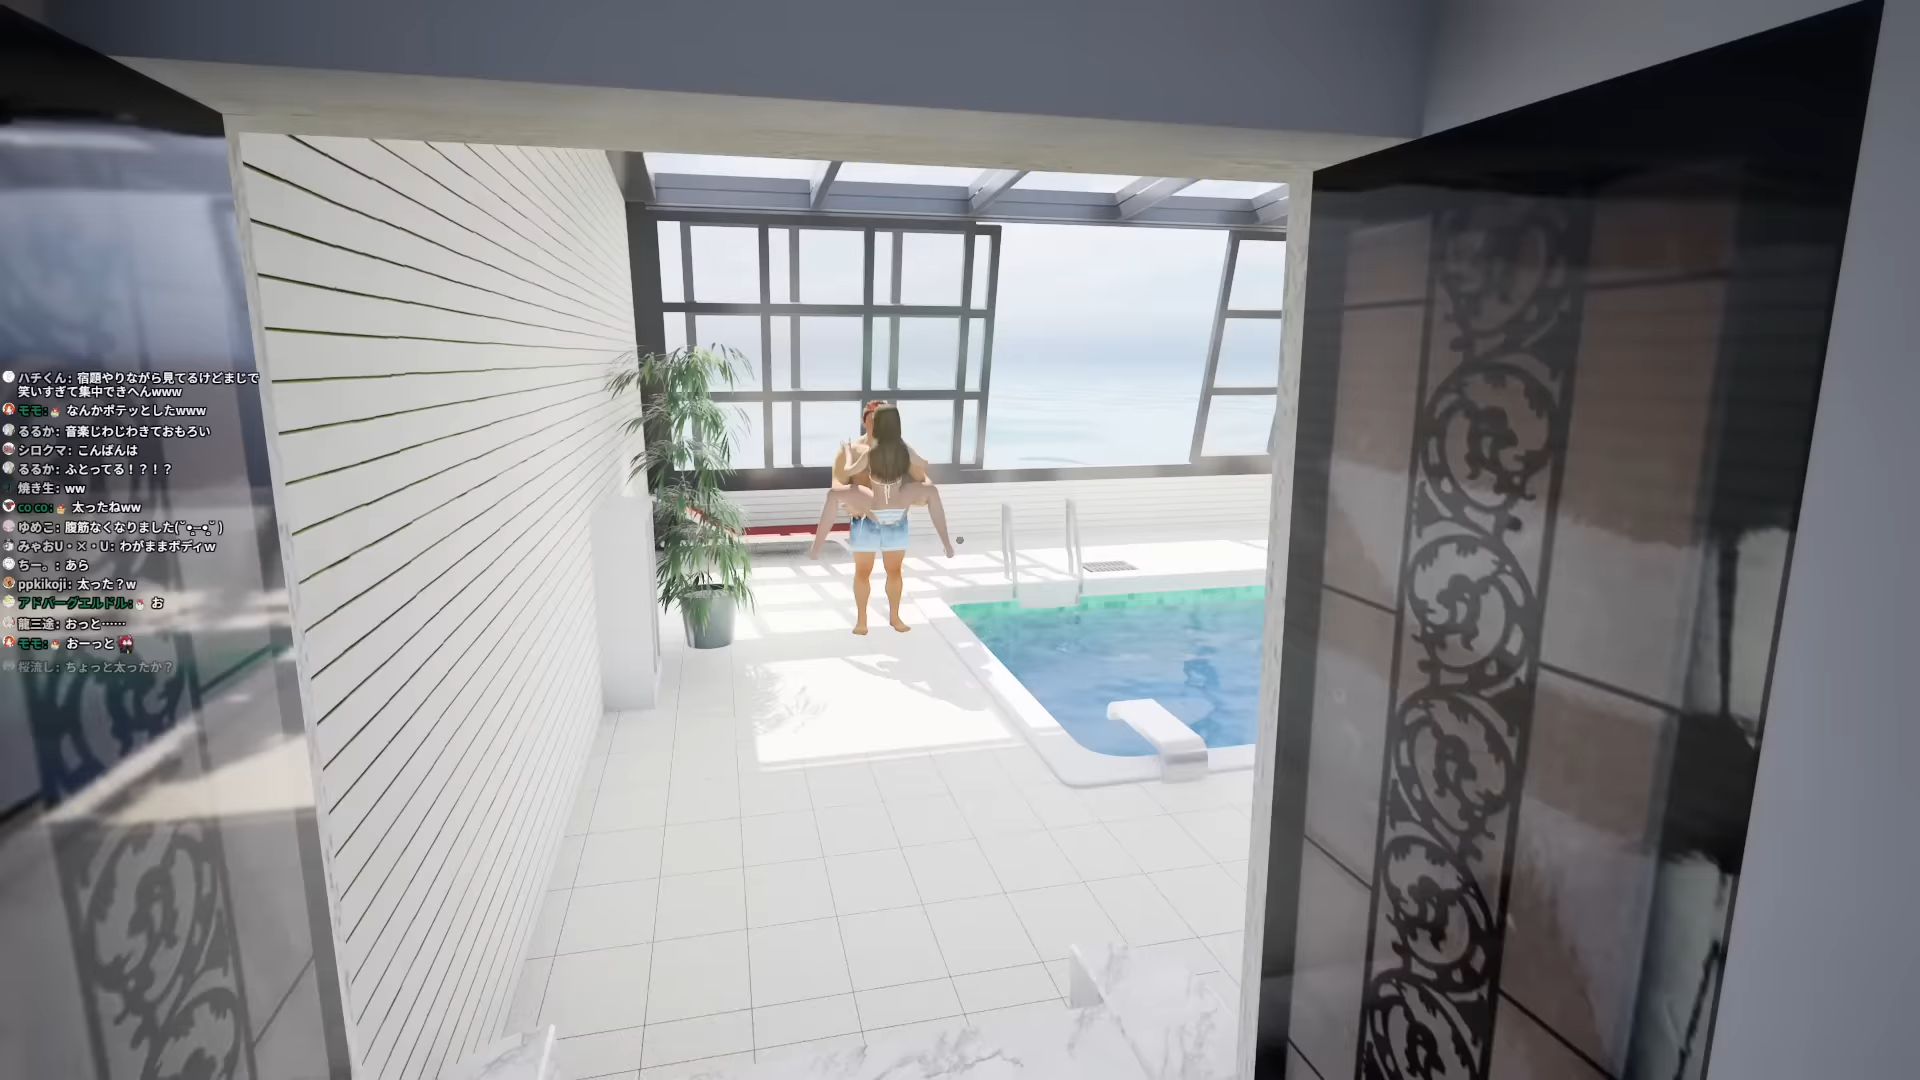 ハチくん: 宿題やりながら見てるけどまじで
笑いすぎて集中できへんwww
モモ: なんかボテッとしたwww
るるか: 音楽じわじわきておもろい
シロクマ: こんばんは
るるか: ふとってる！？！？
焼き生: ww
co co: 太ったねww
ゆめこ: 腹筋なくなりました(˘•̥-•̥˘)
みゃおU・×・U: わがままボディw
ちー。: あら
ppkikoji: 太った？w
アドバーグエルドル: お
龍三途: おっと……
モモ: おーっと
桜流し: ちょっと太ったか？